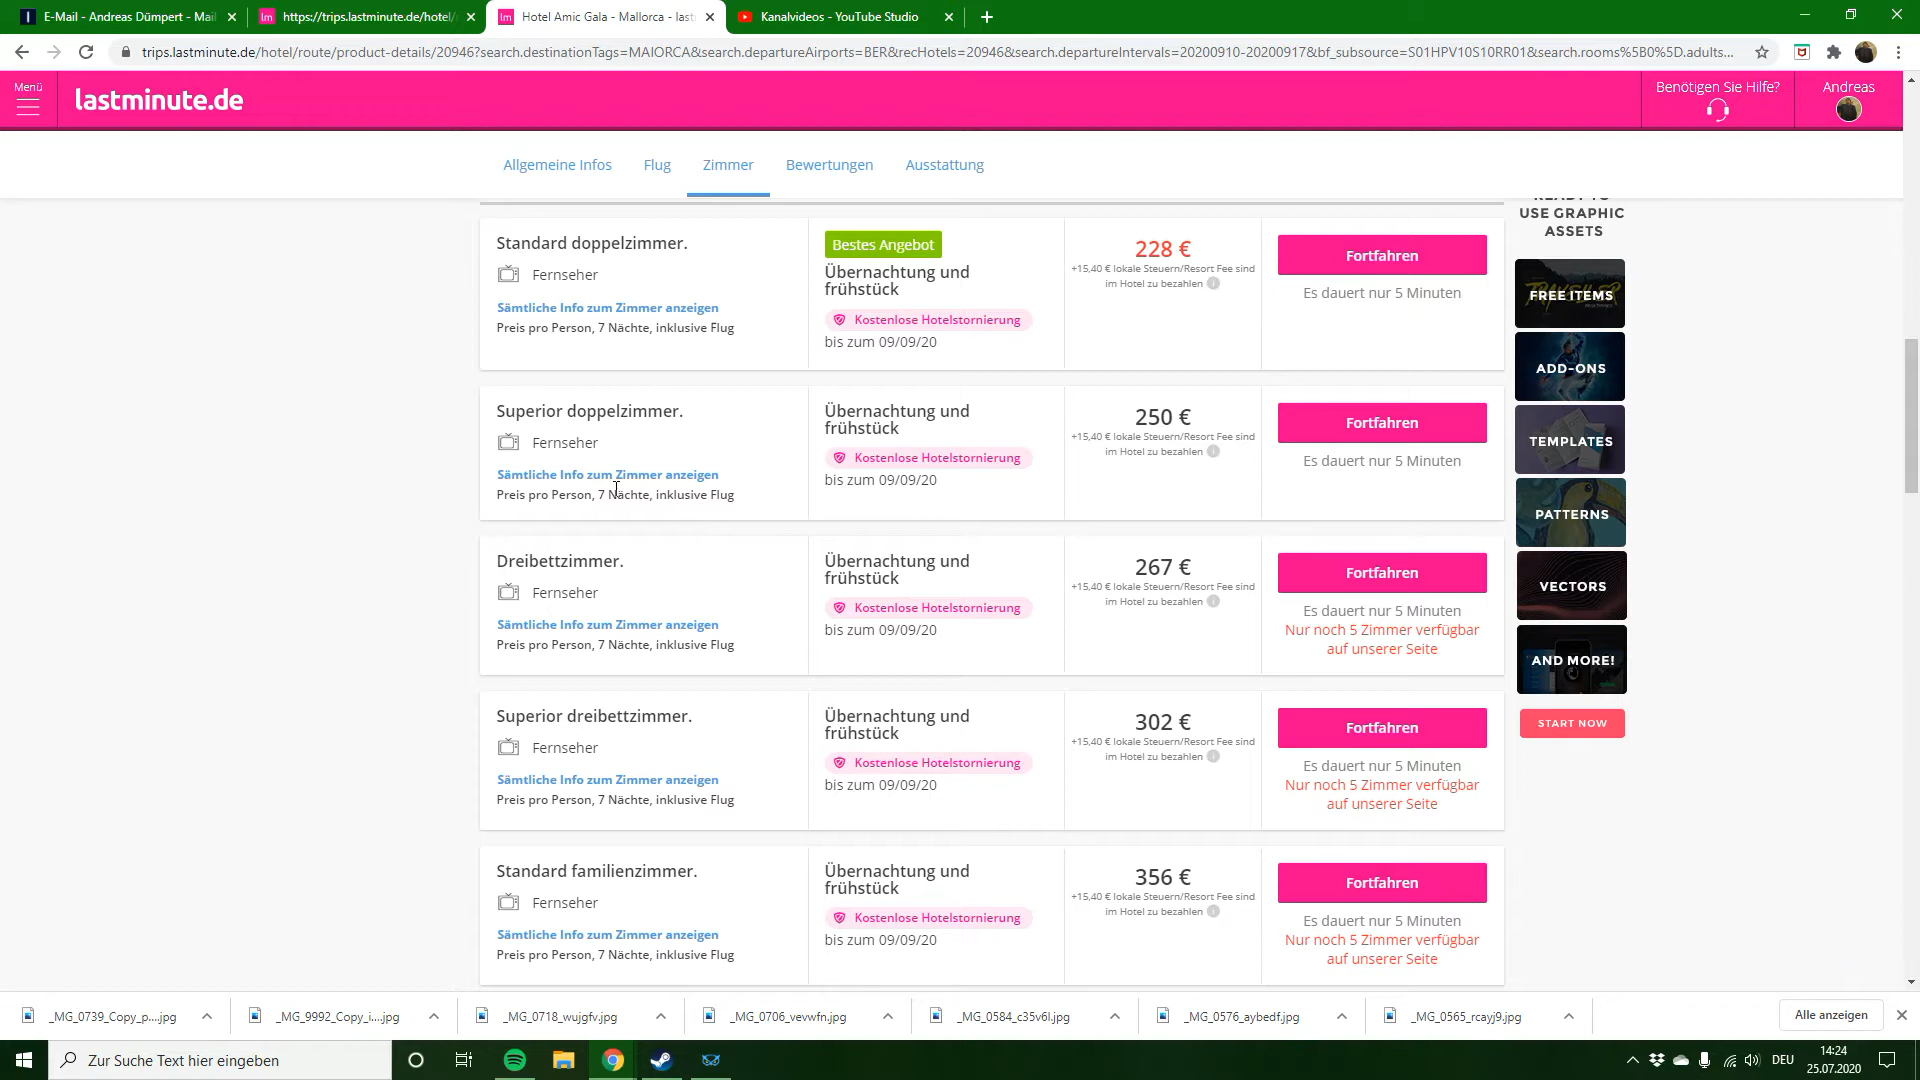 E-Mail - Andreas Dümpert - Mail
https://trips.lastminute.de/hotel/
Hotel Amic Gala - Mallorca - last
Kanalvideos - YouTube Studio
trips.lastminute.de/hotel/route/product-details/20946?search.destinationTags=MAIORCA&search.departureAirports=BER&recHotels=20946&search.departureIntervals=20200910-20200917&bf_subsource=S01HPV10S10RR01&search.rooms%5B0%5D.adults...
Menü
lastminute.de
Benötigen Sie Hilfe?
Andreas
Allgemeine Infos
Flug
Zimmer
Bewertungen
Ausstattung
Standard doppelzimmer.
Fernseher
Sämtliche Info zum Zimmer anzeigen
Preis pro Person, 7 Nächte, inklusive Flug
Bestes Angebot
Übernachtung und
frühstück
Kostenlose Hotelstornierung
bis zum 09/09/20
228 €
+15,40 € lokale Steuern/Resort Fee sind
im Hotel zu bezahlen
Fortfahren
Es dauert nur 5 Minuten
Superior doppelzimmer.
Fernseher
Sämtliche Info zum Zimmer anzeigen
Preis pro Person, 7 Nächte, inklusive Flug
Übernachtung und
frühstück
Kostenlose Hotelstornierung
bis zum 09/09/20
250 €
+15,40 € lokale Steuern/Resort Fee sind
im Hotel zu bezahlen
Fortfahren
Es dauert nur 5 Minuten
Dreibettzimmer.
Fernseher
Sämtliche Info zum Zimmer anzeigen
Preis pro Person, 7 Nächte, inklusive Flug
Übernachtung und
frühstück
Kostenlose Hotelstornierung
bis zum 09/09/20
267 €
+15,40 € lokale Steuern/Resort Fee sind
im Hotel zu bezahlen
Fortfahren
Es dauert nur 5 Minuten
Nur noch 5 Zimmer verfügbar
auf unserer Seite
Superior dreibettzimmer.
Fernseher
Sämtliche Info zum Zimmer anzeigen
Preis pro Person, 7 Nächte, inklusive Flug
Übernachtung und
frühstück
Kostenlose Hotelstornierung
bis zum 09/09/20
302 €
+15,40 € lokale Steuern/Resort Fee sind
im Hotel zu bezahlen
Fortfahren
Es dauert nur 5 Minuten
Nur noch 5 Zimmer verfügbar
auf unserer Seite
Standard familienzimmer.
Fernseher
Sämtliche Info zum Zimmer anzeigen
Preis pro Person, 7 Nächte, inklusive Flug
Übernachtung und
frühstück
Kostenlose Hotelstornierung
bis zum 09/09/20
356 €
+15,40 € lokale Steuern/Resort Fee sind
im Hotel zu bezahlen
Fortfahren
Es dauert nur 5 Minuten
Nur noch 5 Zimmer verfügbar
auf unserer Seite
USE GRAPHIC
ASSETS
FREE ITEMS
ADD-ONS
TEMPLATES
PATTERNS
VECTORS
AND MORE!
START NOW
_MG_0739_Copy_p....jpg
_MG_9992_Copy_i....jpg
_MG_0718_wujgfv.jpg
_MG_0706_vevwfn.jpg
_MG_0584_c35v6l.jpg
_MG_0576_aybedf.jpg
_MG_0565_rcayj9.jpg
Alle anzeigen
Zur Suche Text hier eingeben
DEU
14:24
25.07.2020